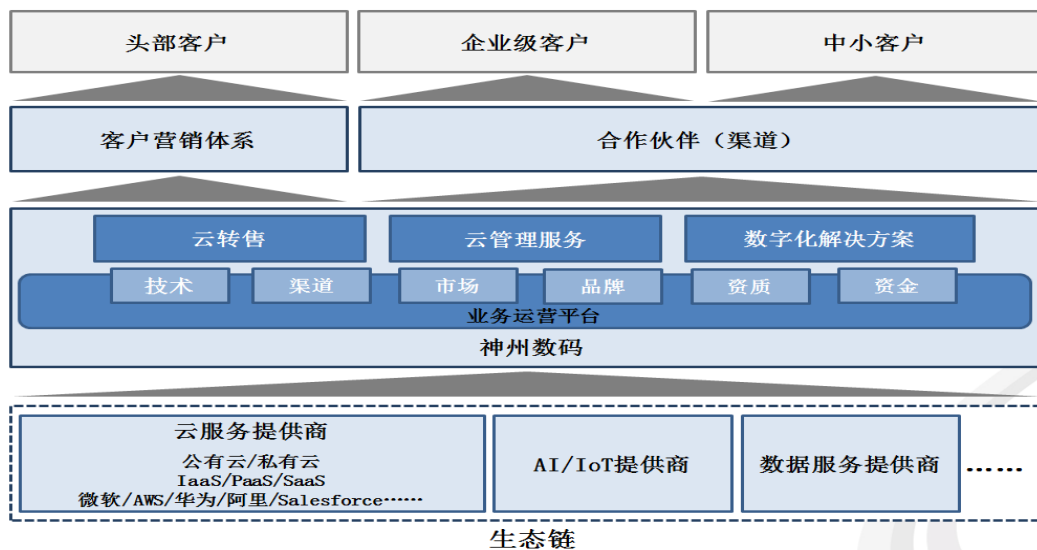 头部客户
企业级客户
中小客户
客户营销体系
合作伙伴（渠道）
云转售
云管理服务
数字化解决方案
技术
渠道
市场
品牌
资质
资金
业务运营平台
神州数码
云服务提供商
公有云/私有云
IaaS/PaaS/SaaS
微软/AWS/华为/阿里/Salesforce……
AI/IoT提供商
数据服务提供商
……
生态链